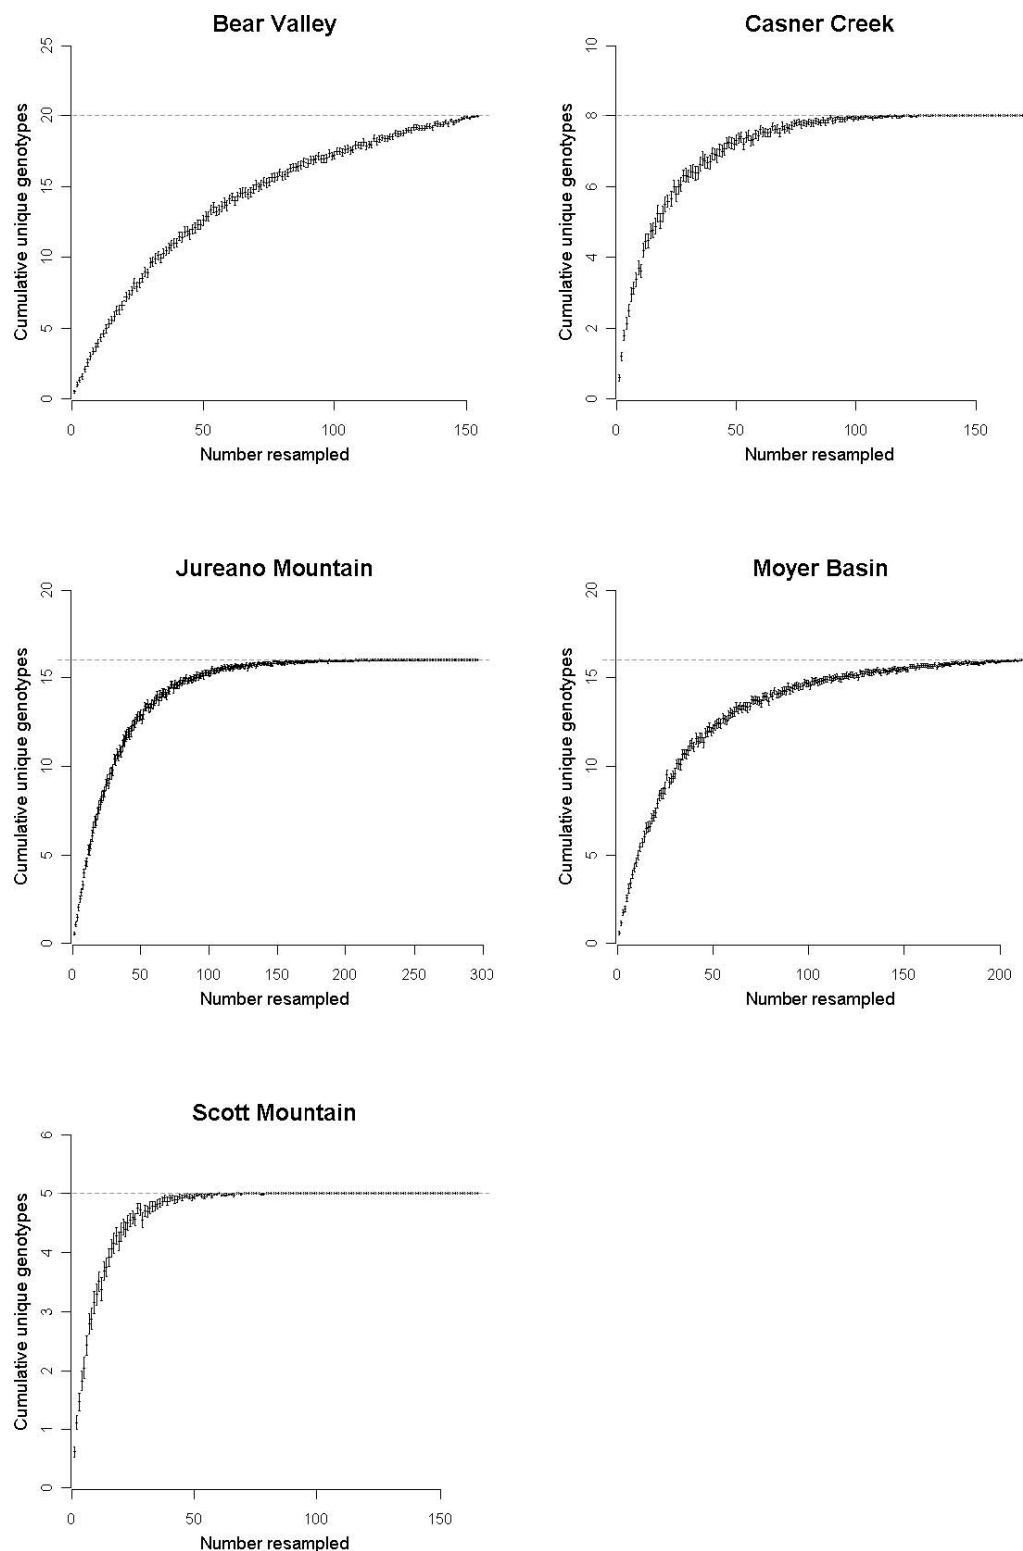 Bear Valley
Cumulative unique genotypes
0 5 10 15 20 25
0 50 100 150
Number resampled
Casner Creek
Cumulative unique genotypes
0 2 4 6 8 10
0 50 100 150
Number resampled
Jureano Mountain
Cumulative unique genotypes
0 5 10 15 20
0 50 100 150 200 250 300
Number resampled
Moyer Basin
Cumulative unique genotypes
0 5 10 15 20
0 50 100 150 200
Number resampled
Scott Mountain
Cumulative unique genotypes
0 1 2 3 4 5 6
0 50 100 150
Number resampled